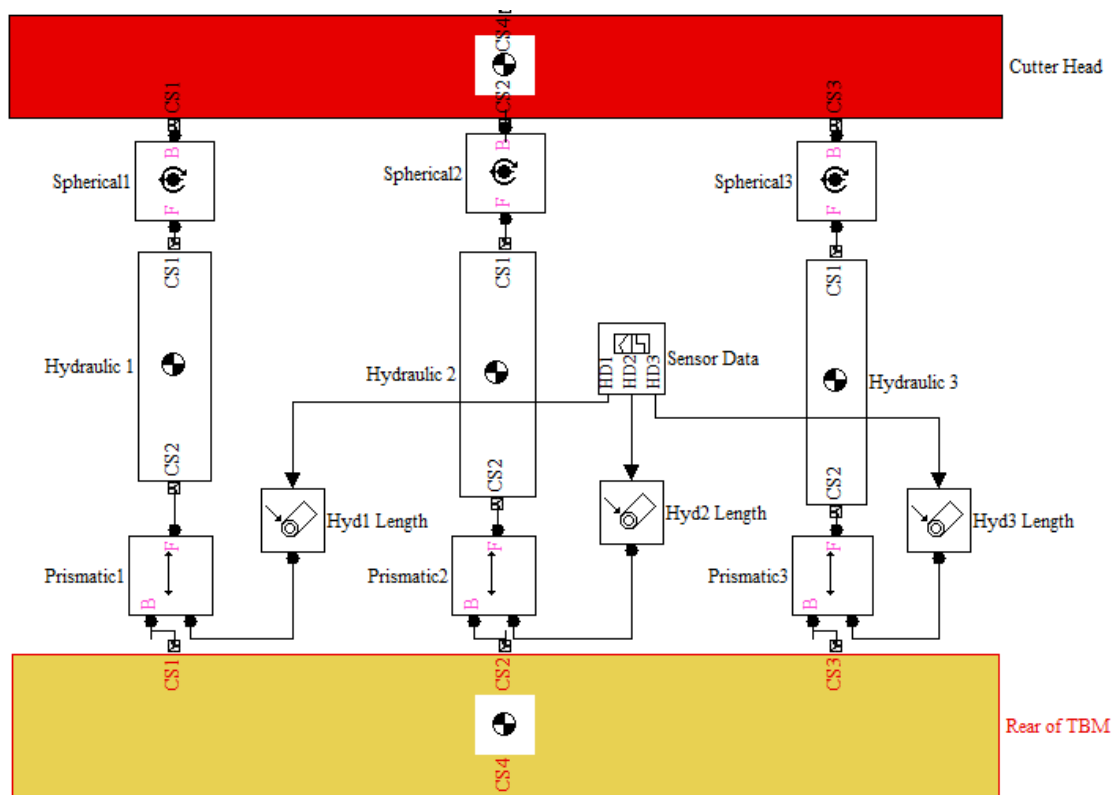 CS4
Cutter Head
CS1
CS2
CS3
B
B
B
Spherical1
Spherical2
Spherical3
F
F
F
CS1
CS1
CS1
HD1
HD2
HD3
Sensor Data
Hydraulic 1
Hydraulic 2
Hydraulic 3
CS2
CS2
CS2
Hyd1 Length
Hyd2 Length
Hyd3 Length
F
F
F
Prismatic1
Prismatic2
Prismatic3
B
B
B
CS1
CS2
CS3
Rear of TBM
CS4